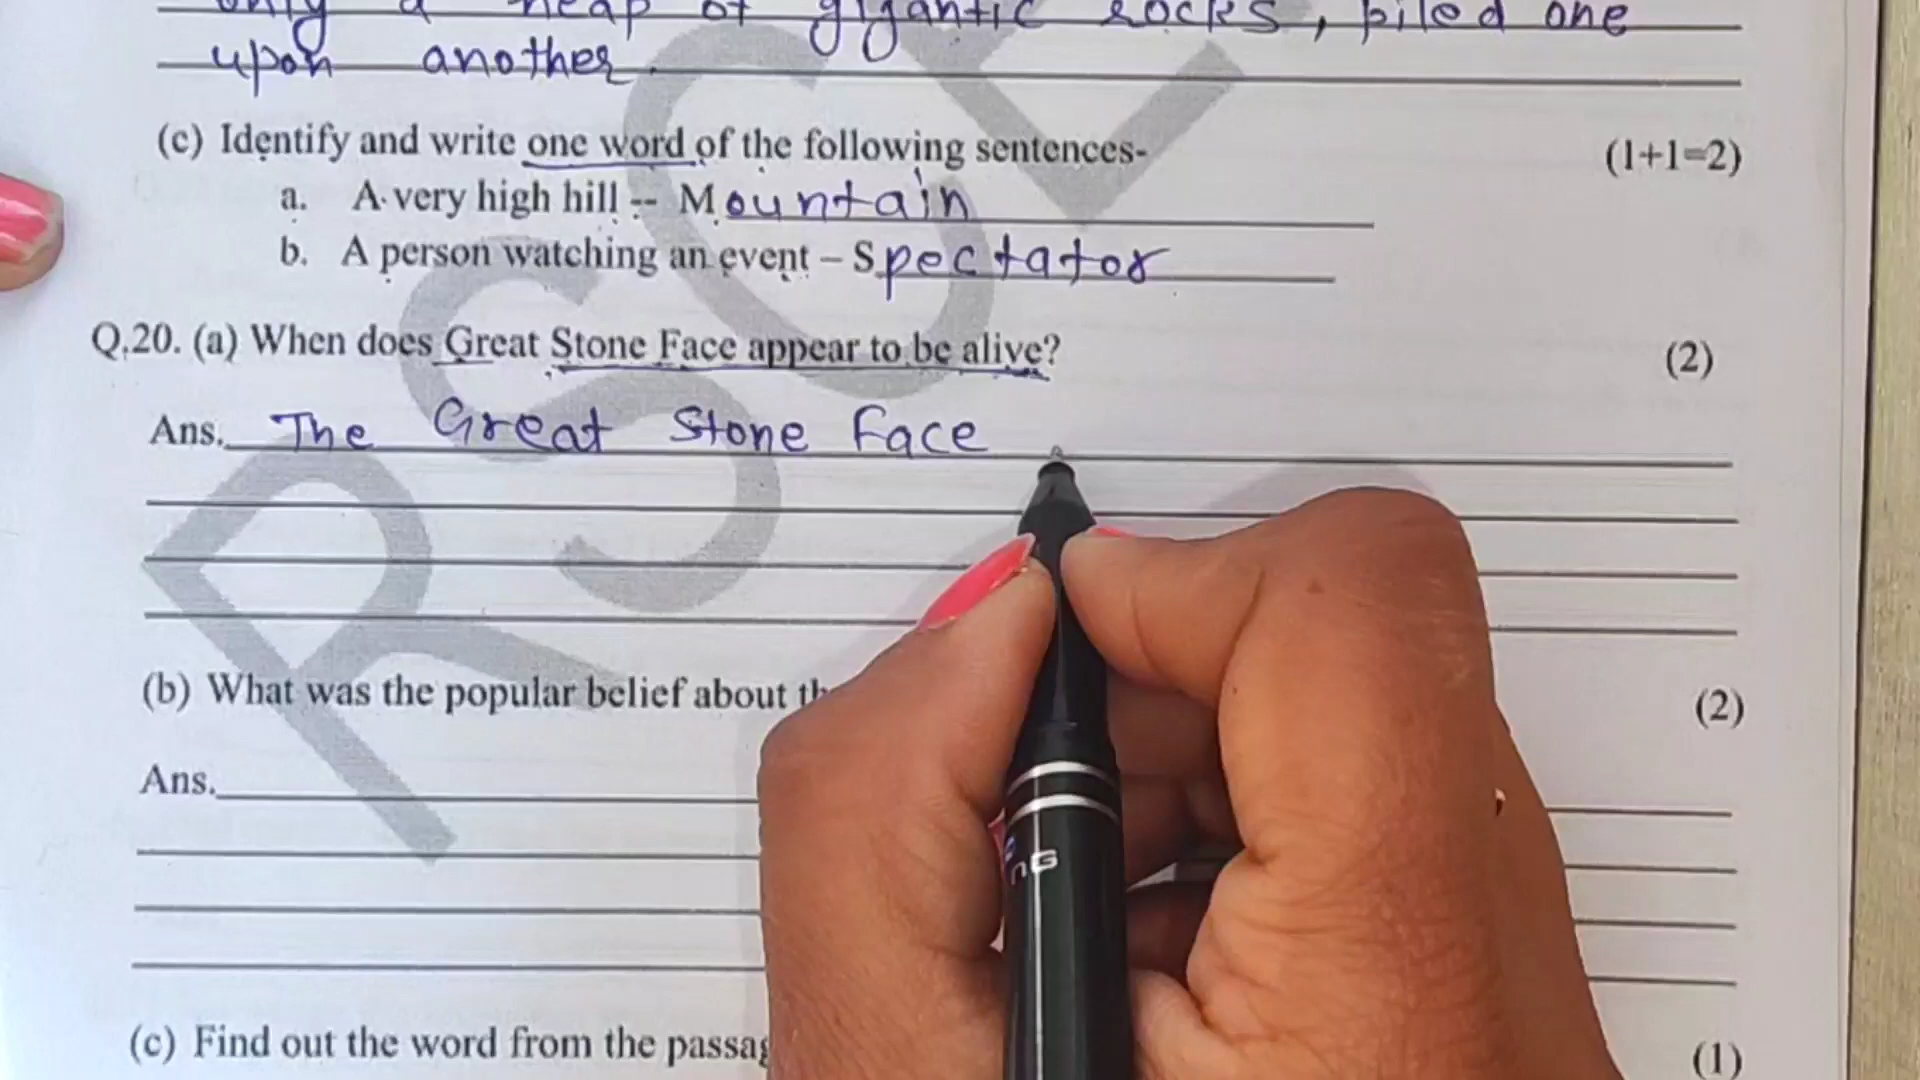 only a heap of gigantic rocks, piled one
upon another.
(c) Identify and write one word of the following sentences- (1+1=2)
a. A very high hill -- Mountain
b. A person watching an event – Spectator
Q.20. (a) When does Great Stone Face appear to be alive? (2)
Ans. The Great Stone Face
(b) What was the popular belief about (2)
Ans.
(c) Find out the word from the (1)